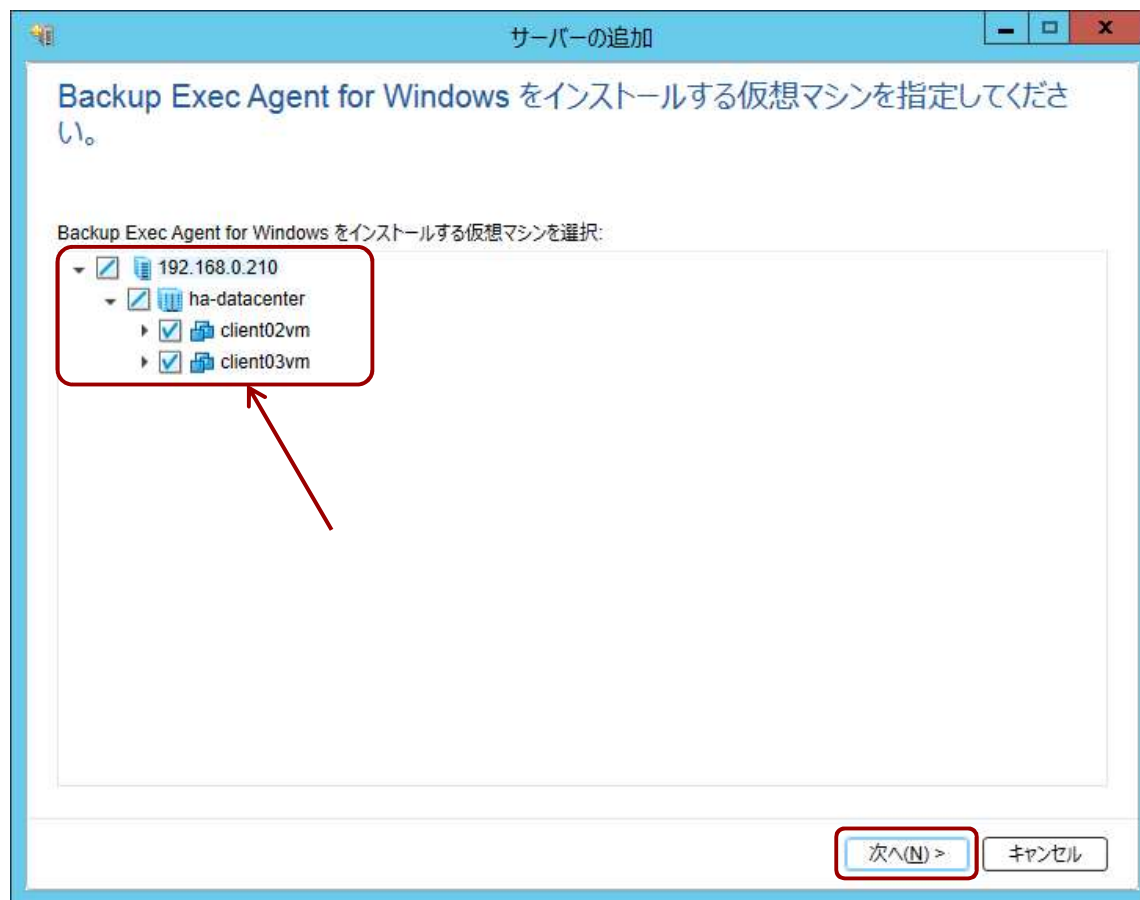 サーバーの追加
Backup Exec Agent for Windows をインストールする仮想マシンを指定してくださ
い。
Backup Exec Agent for Windows をインストールする仮想マシンを選択:
192.168.0.210
ha-datacenter
client02vm
client03vm
次へ(N) >
キャンセル